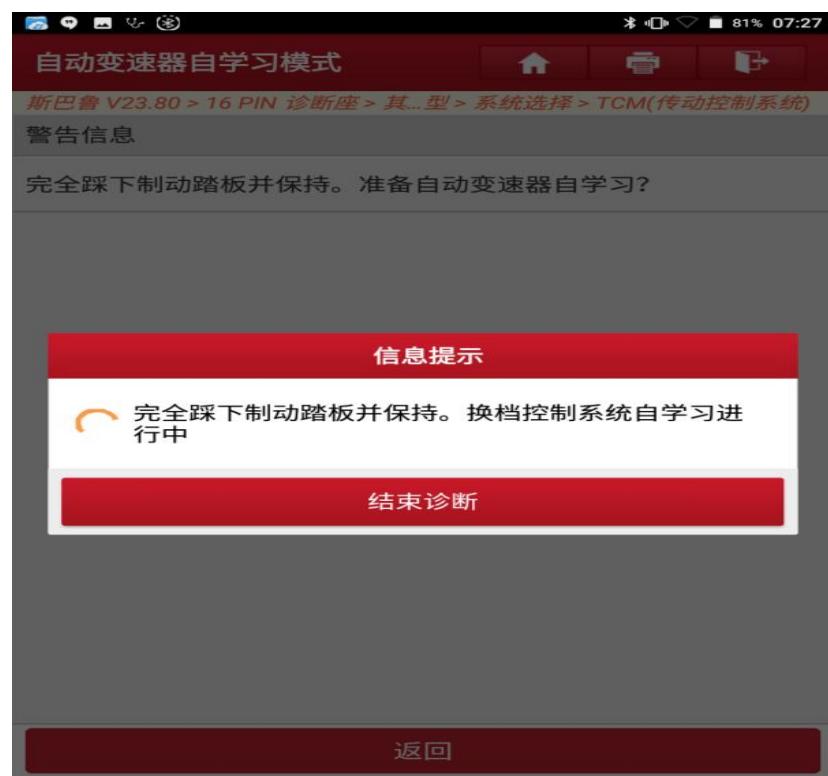 81% 07:27
自动变速器自学习模式
斯巴鲁 V23.80 > 16 PIN 诊断座 > 其...型 > 系统选择 > TCM(传动控制系统)
警告信息
完全踩下制动踏板并保持。准备自动变速器自学习?
信息提示
完全踩下制动踏板并保持。换档控制系统自学习进
行中
结束诊断
返回